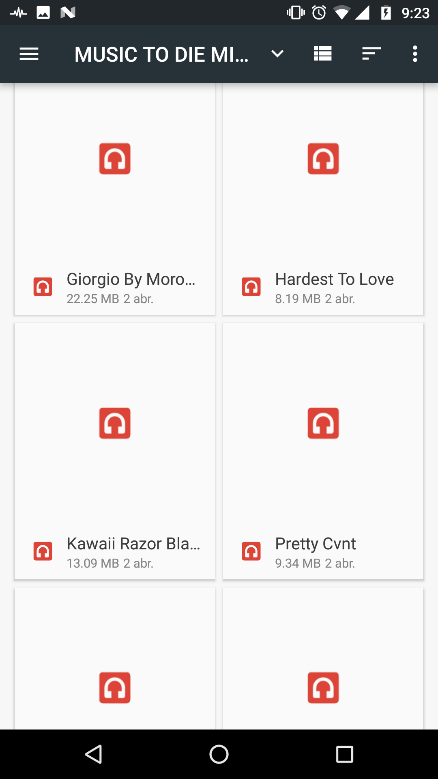 9:23
MUSIC TO DIE MI...
Giorgio By Moro...
22.25 MB 2 abr.
Hardest To Love
8.19 MB 2 abr.
Kawaii Razor Bla...
13.09 MB 2 abr.
Pretty Cvnt
9.34 MB 2 abr.